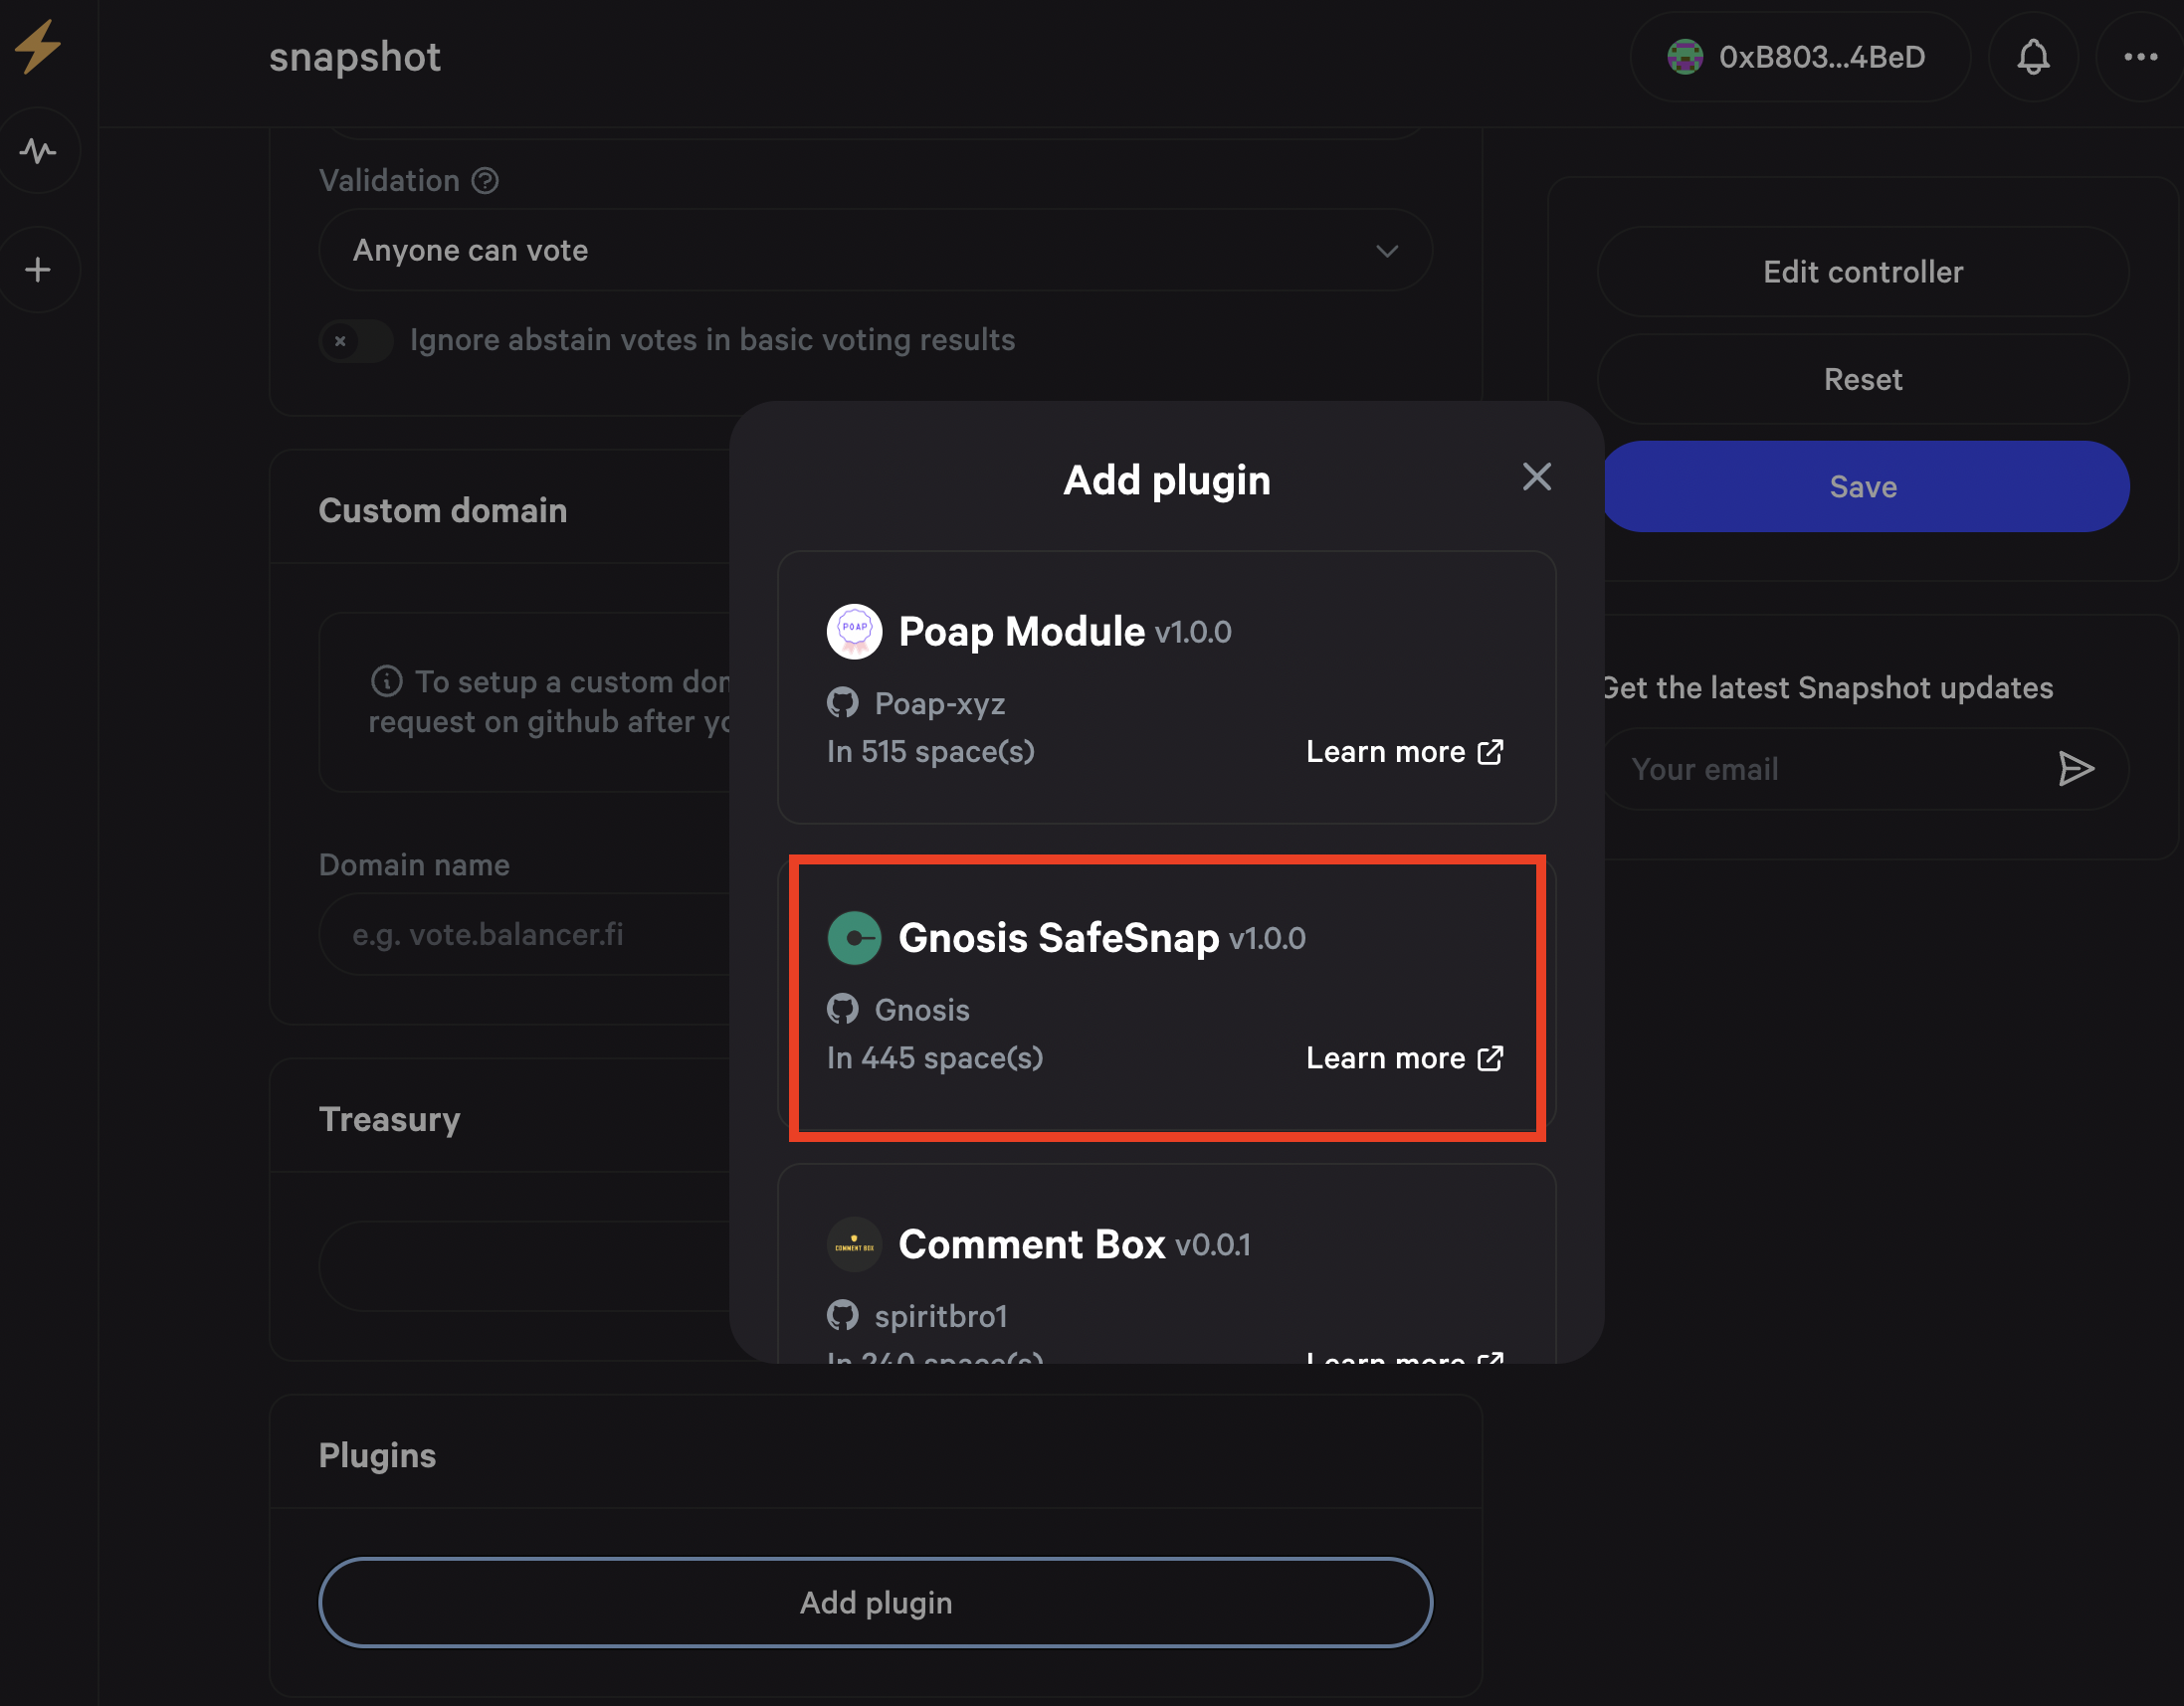 snapshot
0xB803...4BeD
Validation
Anyone can vote
Ignore abstain votes in basic voting results
Edit controller
Reset
Save
Custom domain
To setup a custom
request on github after
Domain name
e.g. vote.balancer.fi
Treasury
Add plugin
POAP
Poap Module v1.0.0
Poap-xyz
In 515 space(s)
Learn more
Gnosis SafeSnap v1.0.0
Gnosis
In 445 space(s)
Learn more
COMMENT BOX
Comment Box v0.0.1
spiritbro1
In 240 space(s)
Learn more
Get the latest Snapshot updates
Your email
Plugins
Add plugin